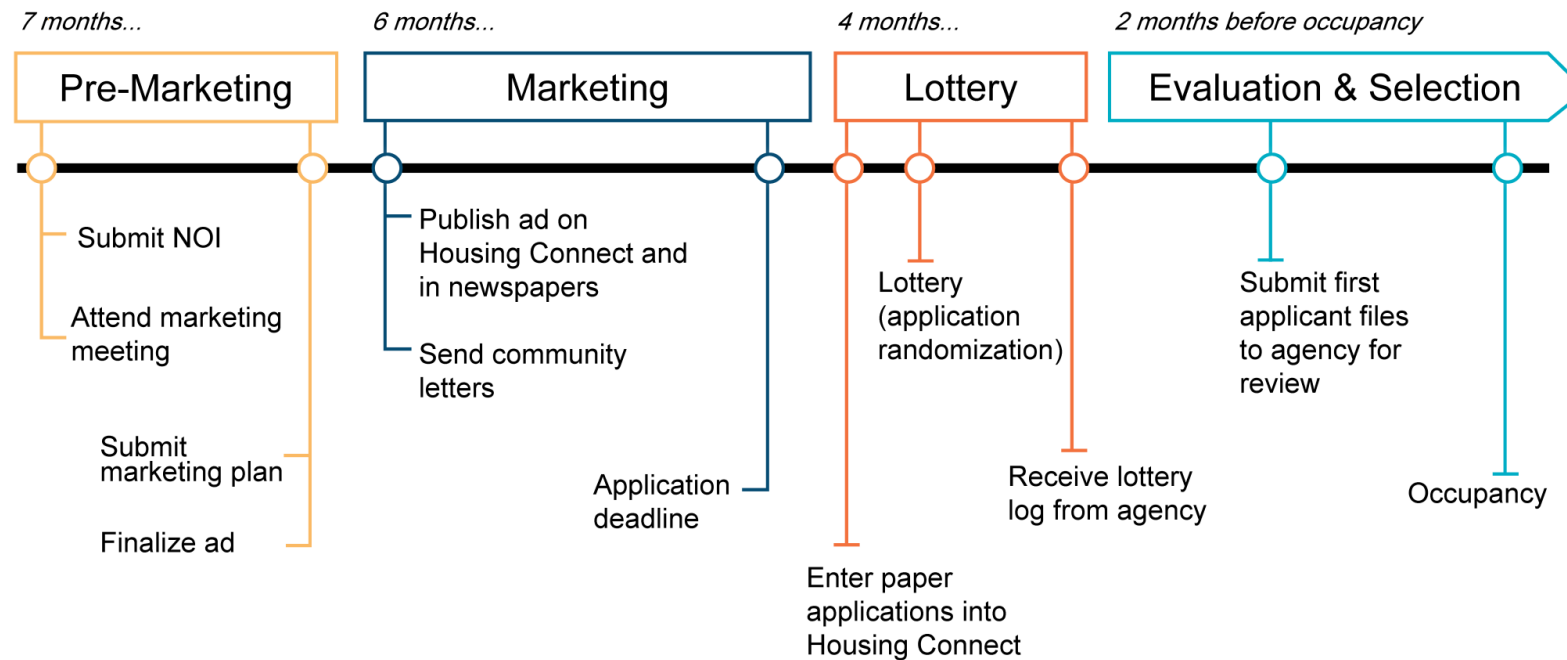 7 months...
6 months...
4 months...
2 months before occupancy
Pre-Marketing
Marketing
Lottery
Evaluation & Selection
Submit NOI
Attend marketing
meeting
Submit
marketing plan
Finalize ad
Publish ad on
Housing Connect and
in newspapers
Send community
letters
Application
deadline
Enter paper
applications into
Housing Connect
Lottery
(application
randomization)
Receive lottery
log from agency
Submit first
applicant files
to agency for
review
Occupancy